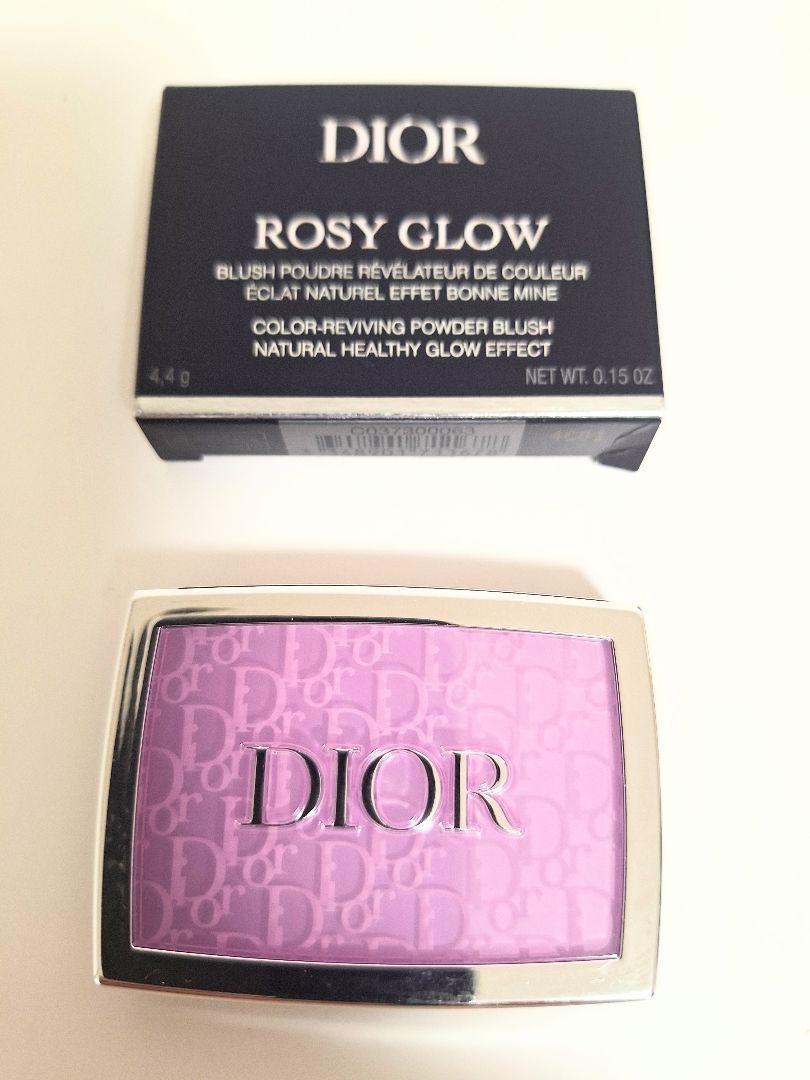 DIOR
ROSY GLOW
BLUSH POUDRE RÉVÉLATEUR DE COULEUR
ÉCLAT NATUREL EFFET BONNE MINE
COLOR-REVIVING POWDER BLUSH
NATURAL HEALTHY GLOW EFFECT
4,4 g NET WT. 0.15 OZ
C037300063
DIOR